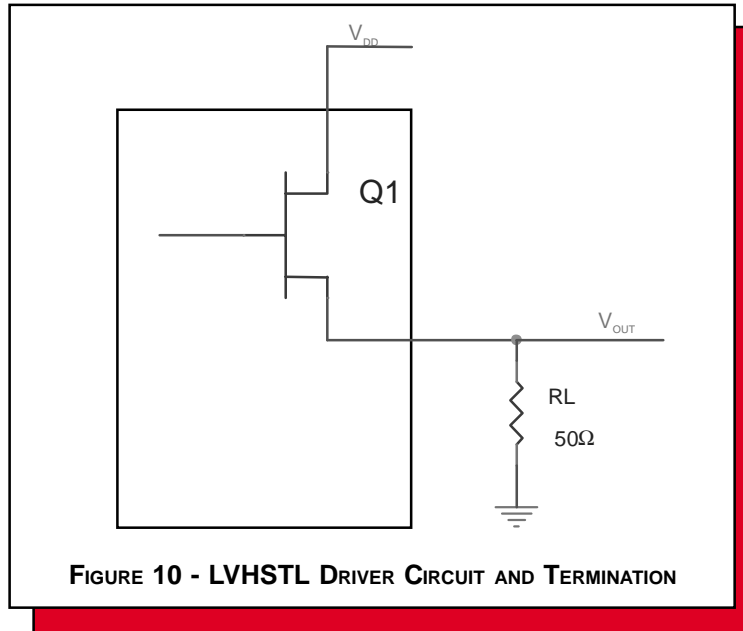 VDD
Q1
VOUT
RL
50Ω
FIGURE 10 - LVHSTL DRIVER CIRCUIT AND TERMINATION